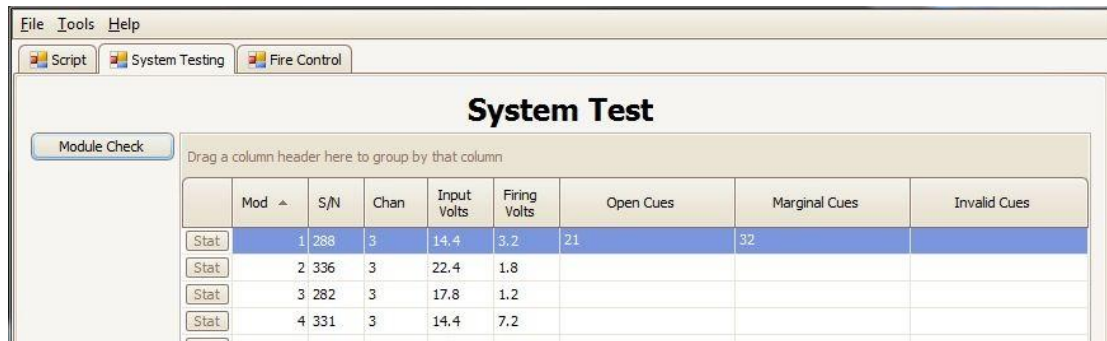 File Tools Help
Script System Testing Fire Control
System Test
Module Check
Drag a column header here to group by that column
Mod S/N Chan Input Volts Firing Volts Open Cues Marginal Cues Invalid Cues
Stat 1 288 3 14.4 3.2 21 32
Stat 2 336 3 22.4 1.8
Stat 3 282 3 17.8 1.2
Stat 4 331 3 14.4 7.2